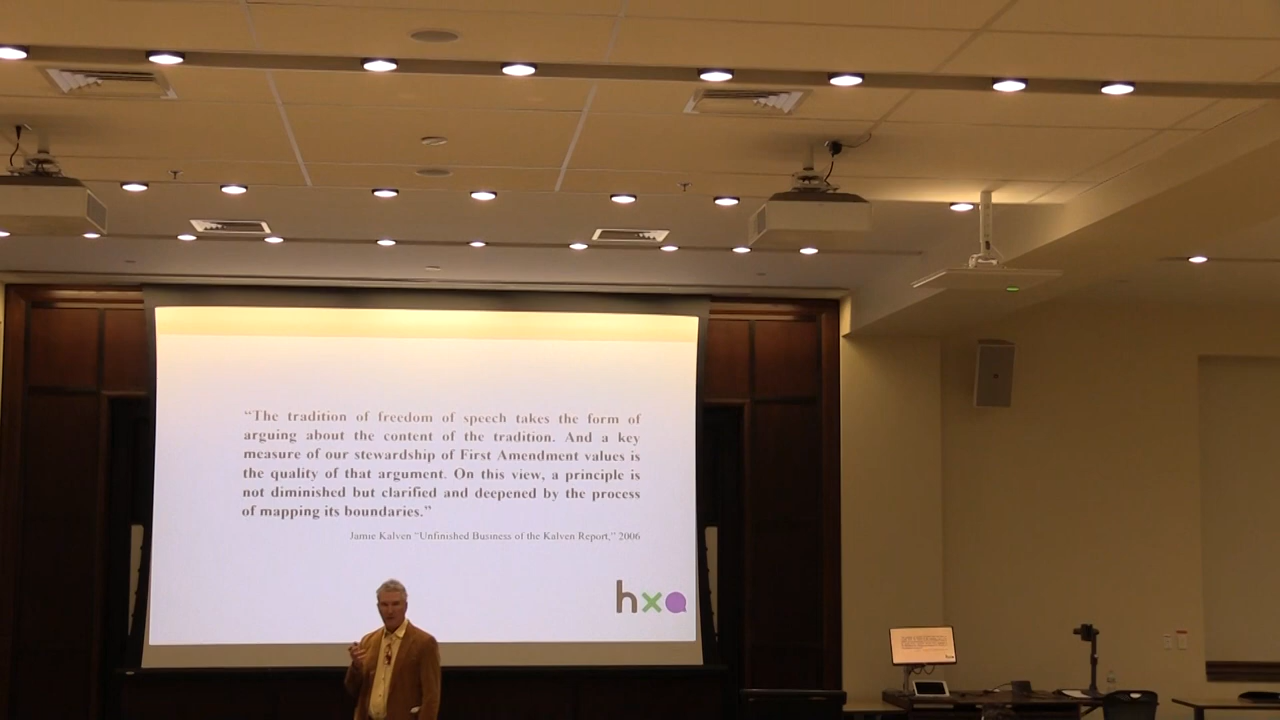 “The tradition of freedom of speech takes the form of
arguing about the content of the tradition. And a key
measure of our stewardship of First Amendment values is
the quality of that argument. On this view, a principle is
not diminished but clarified and deepened by the process
of mapping its boundaries.”
Jamie Kalven "Unfinished Business of the Kalven Report," 2006
hxa